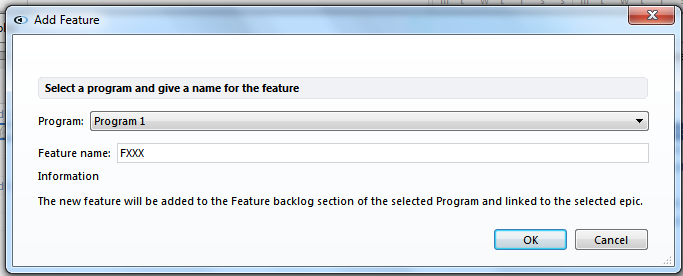 Add Feature
Select a program and give a name for the feature
Program: Program 1
Feature name: FXXX
Information
The new feature will be added to the Feature backlog section of the selected Program and linked to the selected epic.
OK Cancel